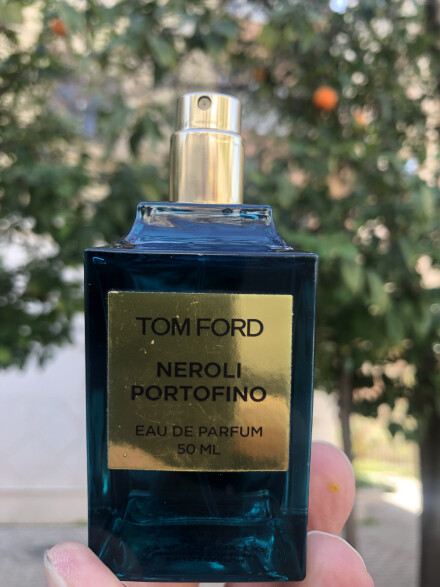 TOM FORD
NEROLI
PORTOFINO
EAU DE PARFUM
50 ML